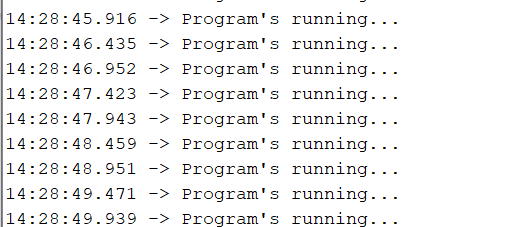 14:28:45.916 -> Program's running...
14:28:46.435 -> Program's running...
14:28:46.952 -> Program's running...
14:28:47.423 -> Program's running...
14:28:47.943 -> Program's running...
14:28:48.459 -> Program's running...
14:28:48.951 -> Program's running...
14:28:49.471 -> Program's running...
14:28:49.939 -> Program's running...